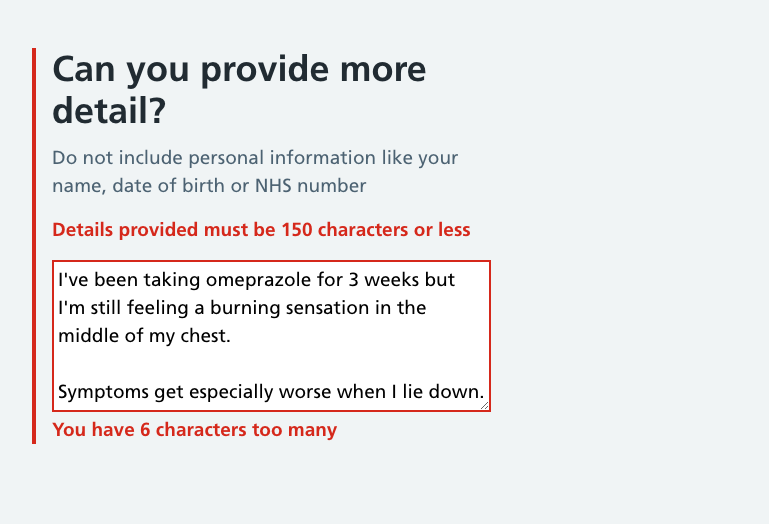 Can you provide more
detail?
Do not include personal information like your
name, date of birth or NHS number
Details provided must be 150 characters or less
I've been taking omeprazole for 3 weeks but
I'm still feeling a burning sensation in the
middle of my chest.
Symptoms get especially worse when I lie down.
You have 6 characters too many